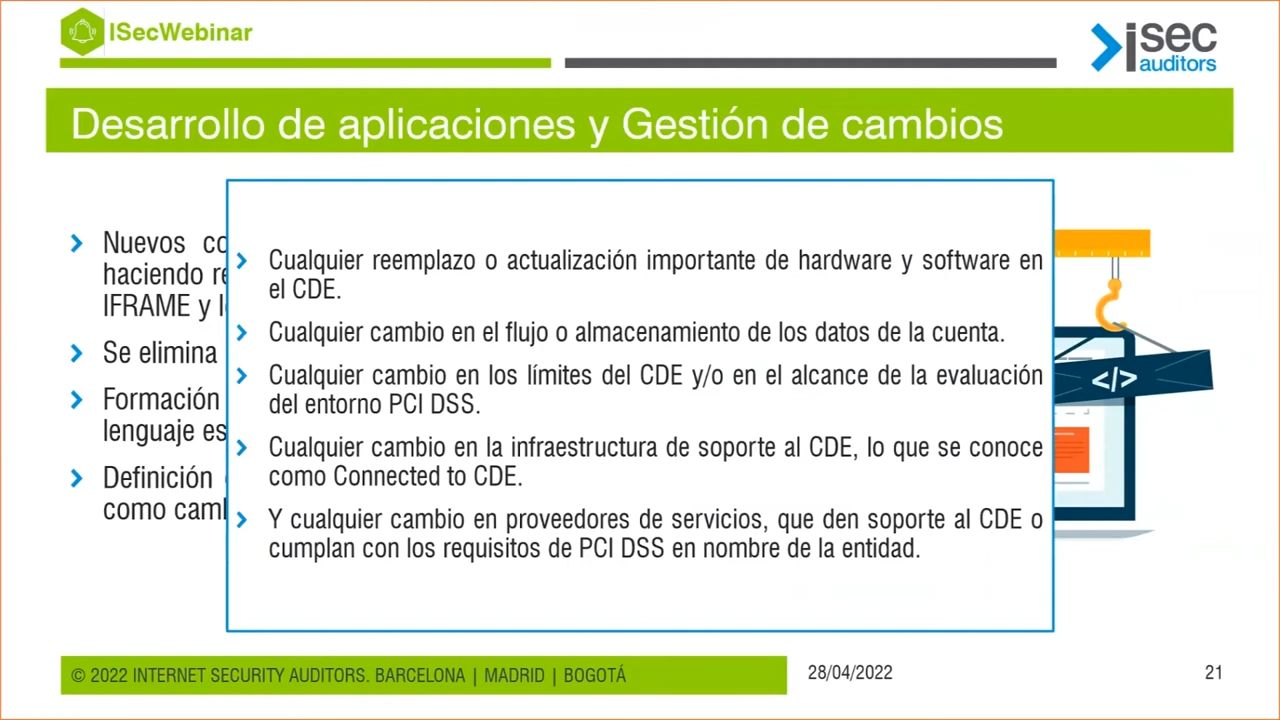 ISecWebinar
isec
auditors
Desarrollo de aplicaciones y Gestión de cambios
Nuevos
haciendo
IFRAME y
Se elimina
Formación
lenguaje
Definición
como
Cualquier reemplazo o actualización importante de hardware y software en
el CDE.
Cualquier cambio en el flujo o almacenamiento de los datos de la cuenta.
Cualquier cambio en los límites del CDE y/o en el alcance de la evaluación
del entorno PCI DSS.
Cualquier cambio en la infraestructura de soporte al CDE, lo que se conoce
como Connected to CDE.
Y cualquier cambio en proveedores de servicios, que den soporte al CDE o
cumplan con los requisitos de PCI DSS en nombre de la entidad.
</>
© 2022 INTERNET SECURITY AUDITORS. BARCELONA | MADRID | BOGOTÁ
28/04/2022
21